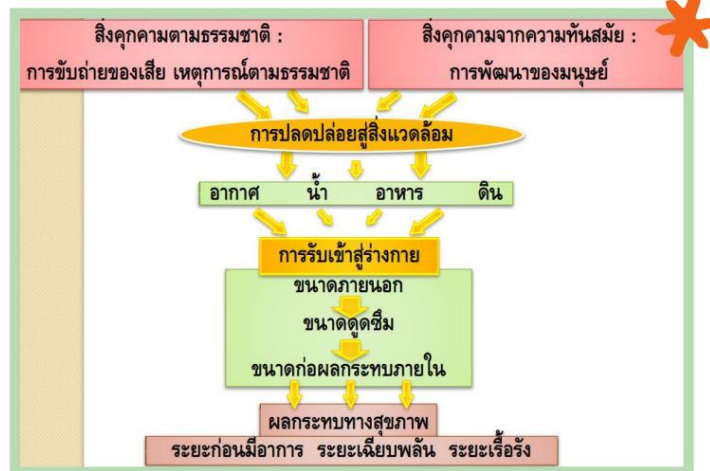 สิ่งคุกคามตามธรรมชาติ :
การขับถ่ายของเสีย เหตุการณ์ตามธรรมชาติ
สิ่งคุกคามจากความทันสมัย :
การพัฒนาของมนุษย์
การปลดปล่อยสู่สิ่งแวดล้อม
อากาศ น้ำ อาหาร ดิน
การรับเข้าสู่ร่างกาย
ขนาดภายนอก
ขนาดดูดซึม
ขนาดก่อผลกระทบภายใน
ผลกระทบทางสุขภาพ
ระยะก่อนมีอาการ ระยะเฉียบพลัน ระยะเรื้อรัง